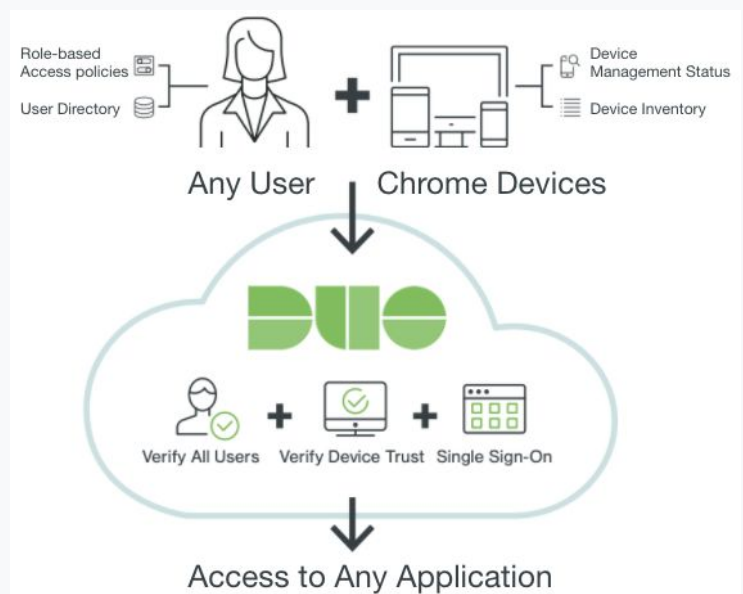 Role-based
Access policies
User Directory
Device
Management Status
Device Inventory
Any User
Chrome Devices
DUO
Verify All Users
Verify Device Trust
Single Sign-On
Access to Any Application